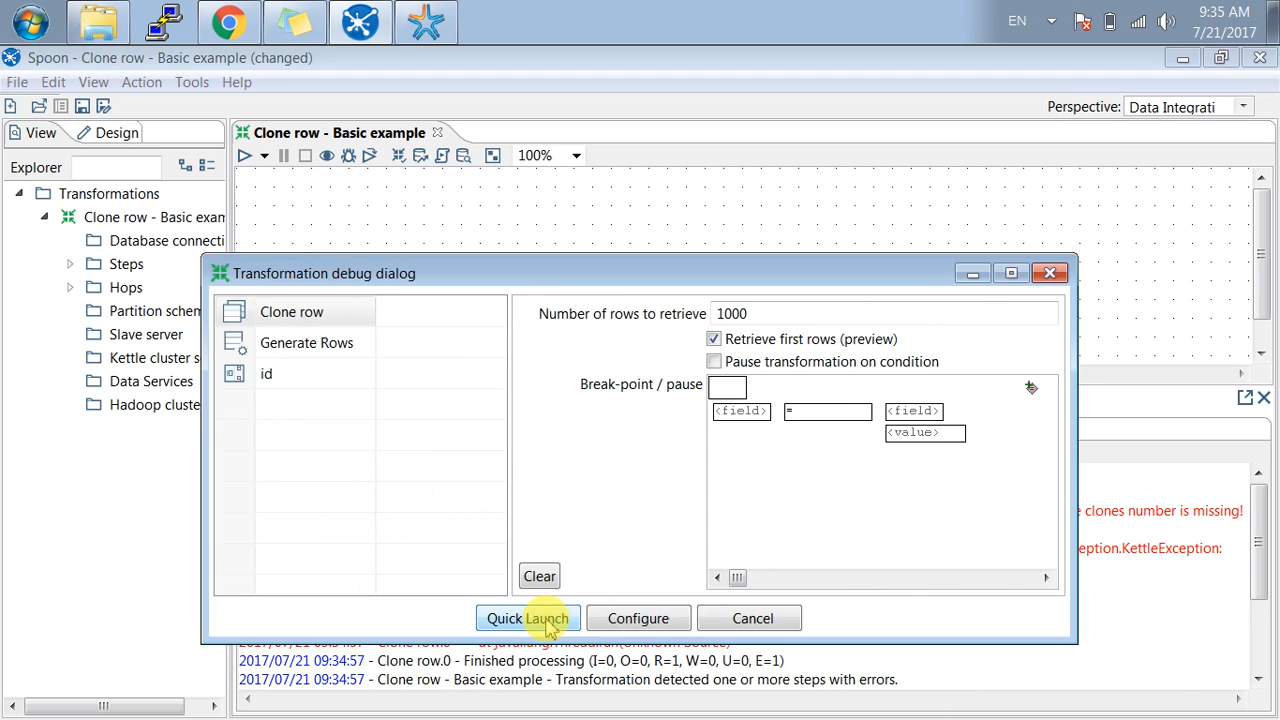 EN
9:35 AM
7/21/2017
Spoon - Clone row - Basic example (changed)
File Edit View Action Tools Help
Perspective: Data Integrati
View Design
Clone row - Basic example
Explorer
100%
Transformations
Clone row - Basic exam
Database connecti
Steps
Hops
Partition schem
Slave server
Kettle cluster s
Data Services
Hadoop cluste
Transformation debug dialog
Clone row
Generate Rows
id
Number of rows to retrieve 1000
Retrieve first rows (preview)
Pause transformation on condition
Break-point / pause
<field> = <field>
<value>
Clear
Quick Launch Configure Cancel
clones number is missing!
eption.KettleException:
2017/07/21 09:34:57 - Clone row.0 - Finished processing (I=0, O=0, R=1, W=0, U=0, E=1)
2017/07/21 09:34:57 - Clone row - Basic example - Transformation detected one or more steps with errors.